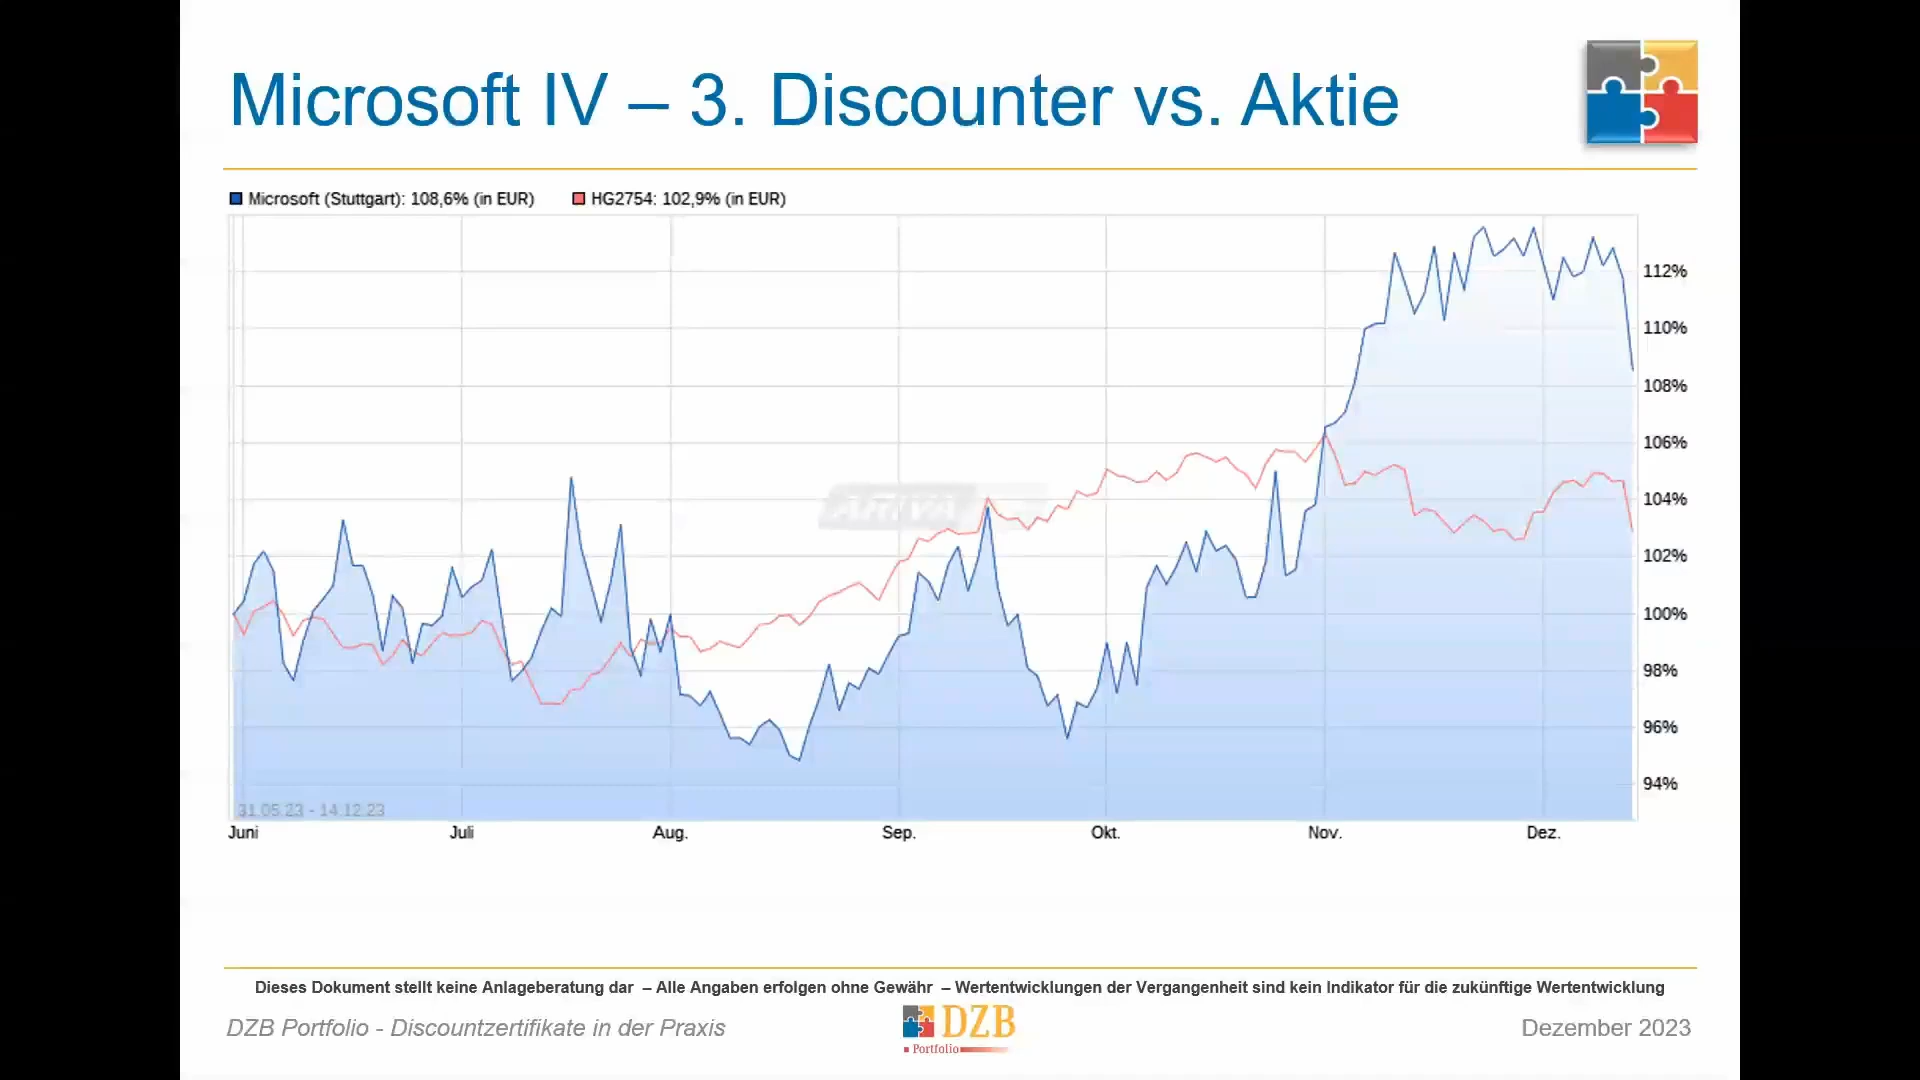 Microsoft IV – 3. Discounter vs. Aktie
Microsoft (Stuttgart): 108,6% (in EUR) HG2754: 102,9% (in EUR)
112%
110%
108%
106%
ARIVA
104%
102%
100%
98%
96%
94%
31.05.23 - 14.12.23
Juni Juli Aug. Sep. Okt. Nov. Dez.
Dieses Dokument stellt keine Anlageberatung dar – Alle Angaben erfolgen ohne Gewähr – Wertentwicklungen der Vergangenheit sind kein Indikator für die zukünftige Wertentwicklung
DZB Portfolio - Discountzertifikate in der Praxis
DZB
Portfolio
Dezember 2023